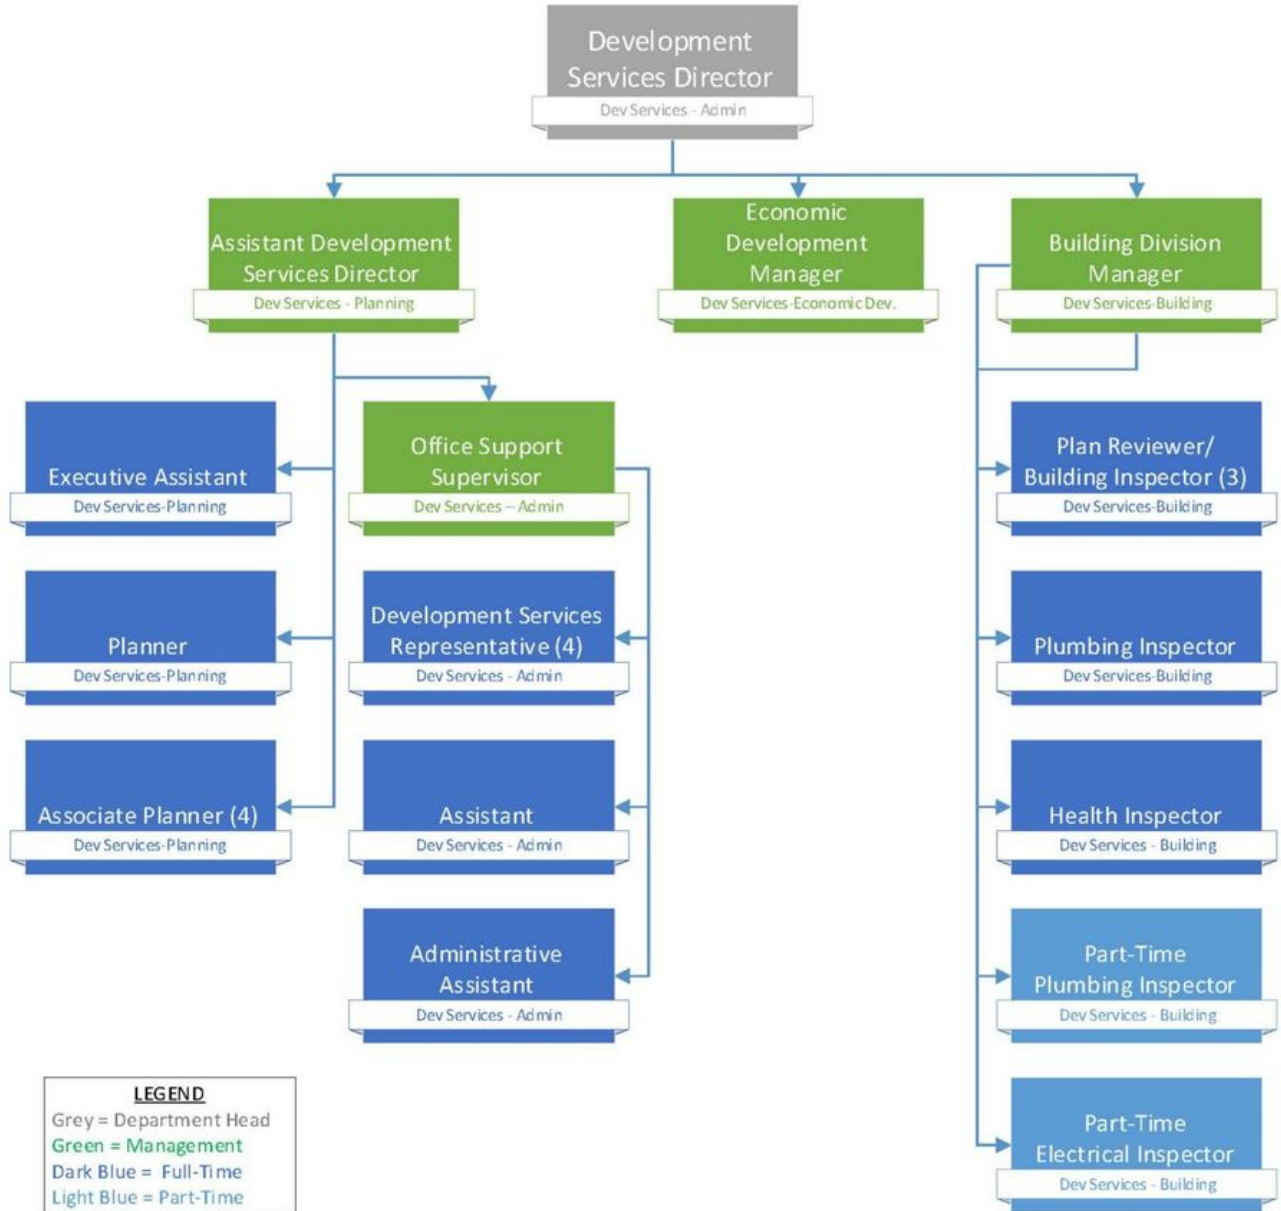 Development
Services Director
Dev Services - Admin
Assistant Development
Services Director
Dev Services - Planning
Economic
Development
Manager
Dev Services-Economic Dev.
Building Division
Manager
Dev Services-Building
Executive Assistant
Dev Services-Planning
Office Support
Supervisor
Dev Services – Admin
Plan Reviewer/
Building Inspector (3)
Dev Services-Building
Planner
Dev Services-Planning
Development Services
Representative (4)
Dev Services - Admin
Plumbing Inspector
Dev Services-Building
Associate Planner (4)
Dev Services-Planning
Assistant
Dev Services - Admin
Health Inspector
Dev Services - Building
Administrative
Assistant
Dev Services - Admin
Part-Time
Plumbing Inspector
Dev Services - Building
Part-Time
Electrical Inspector
Dev Services - Building
LEGEND
Grey = Department Head
Green = Management
Dark Blue = Full-Time
Light Blue = Part-Time